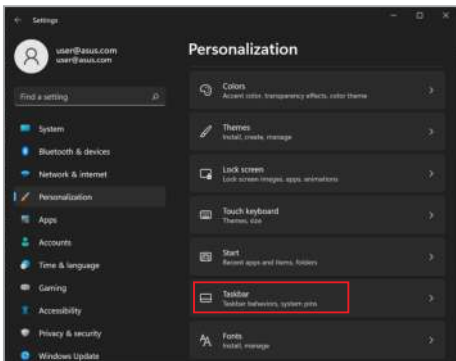 Settings
user@asus.com
user@asus.com
Find a setting
System
Bluetooth & devices
Network & internet
Personalization
Apps
Accounts
Time & language
Gaming
Accessibility
Privacy & security
Windows Update
Personalization
Colors
Accent color, transparency effects, color theme
Themes
Install, create, manage
Lock screen
Lock screen images, apps, animations
Touch keyboard
Themes, size
Start
Recent apps and items, folders
Taskbar
Taskbar behaviors, system pins
Fonts
Install, manage